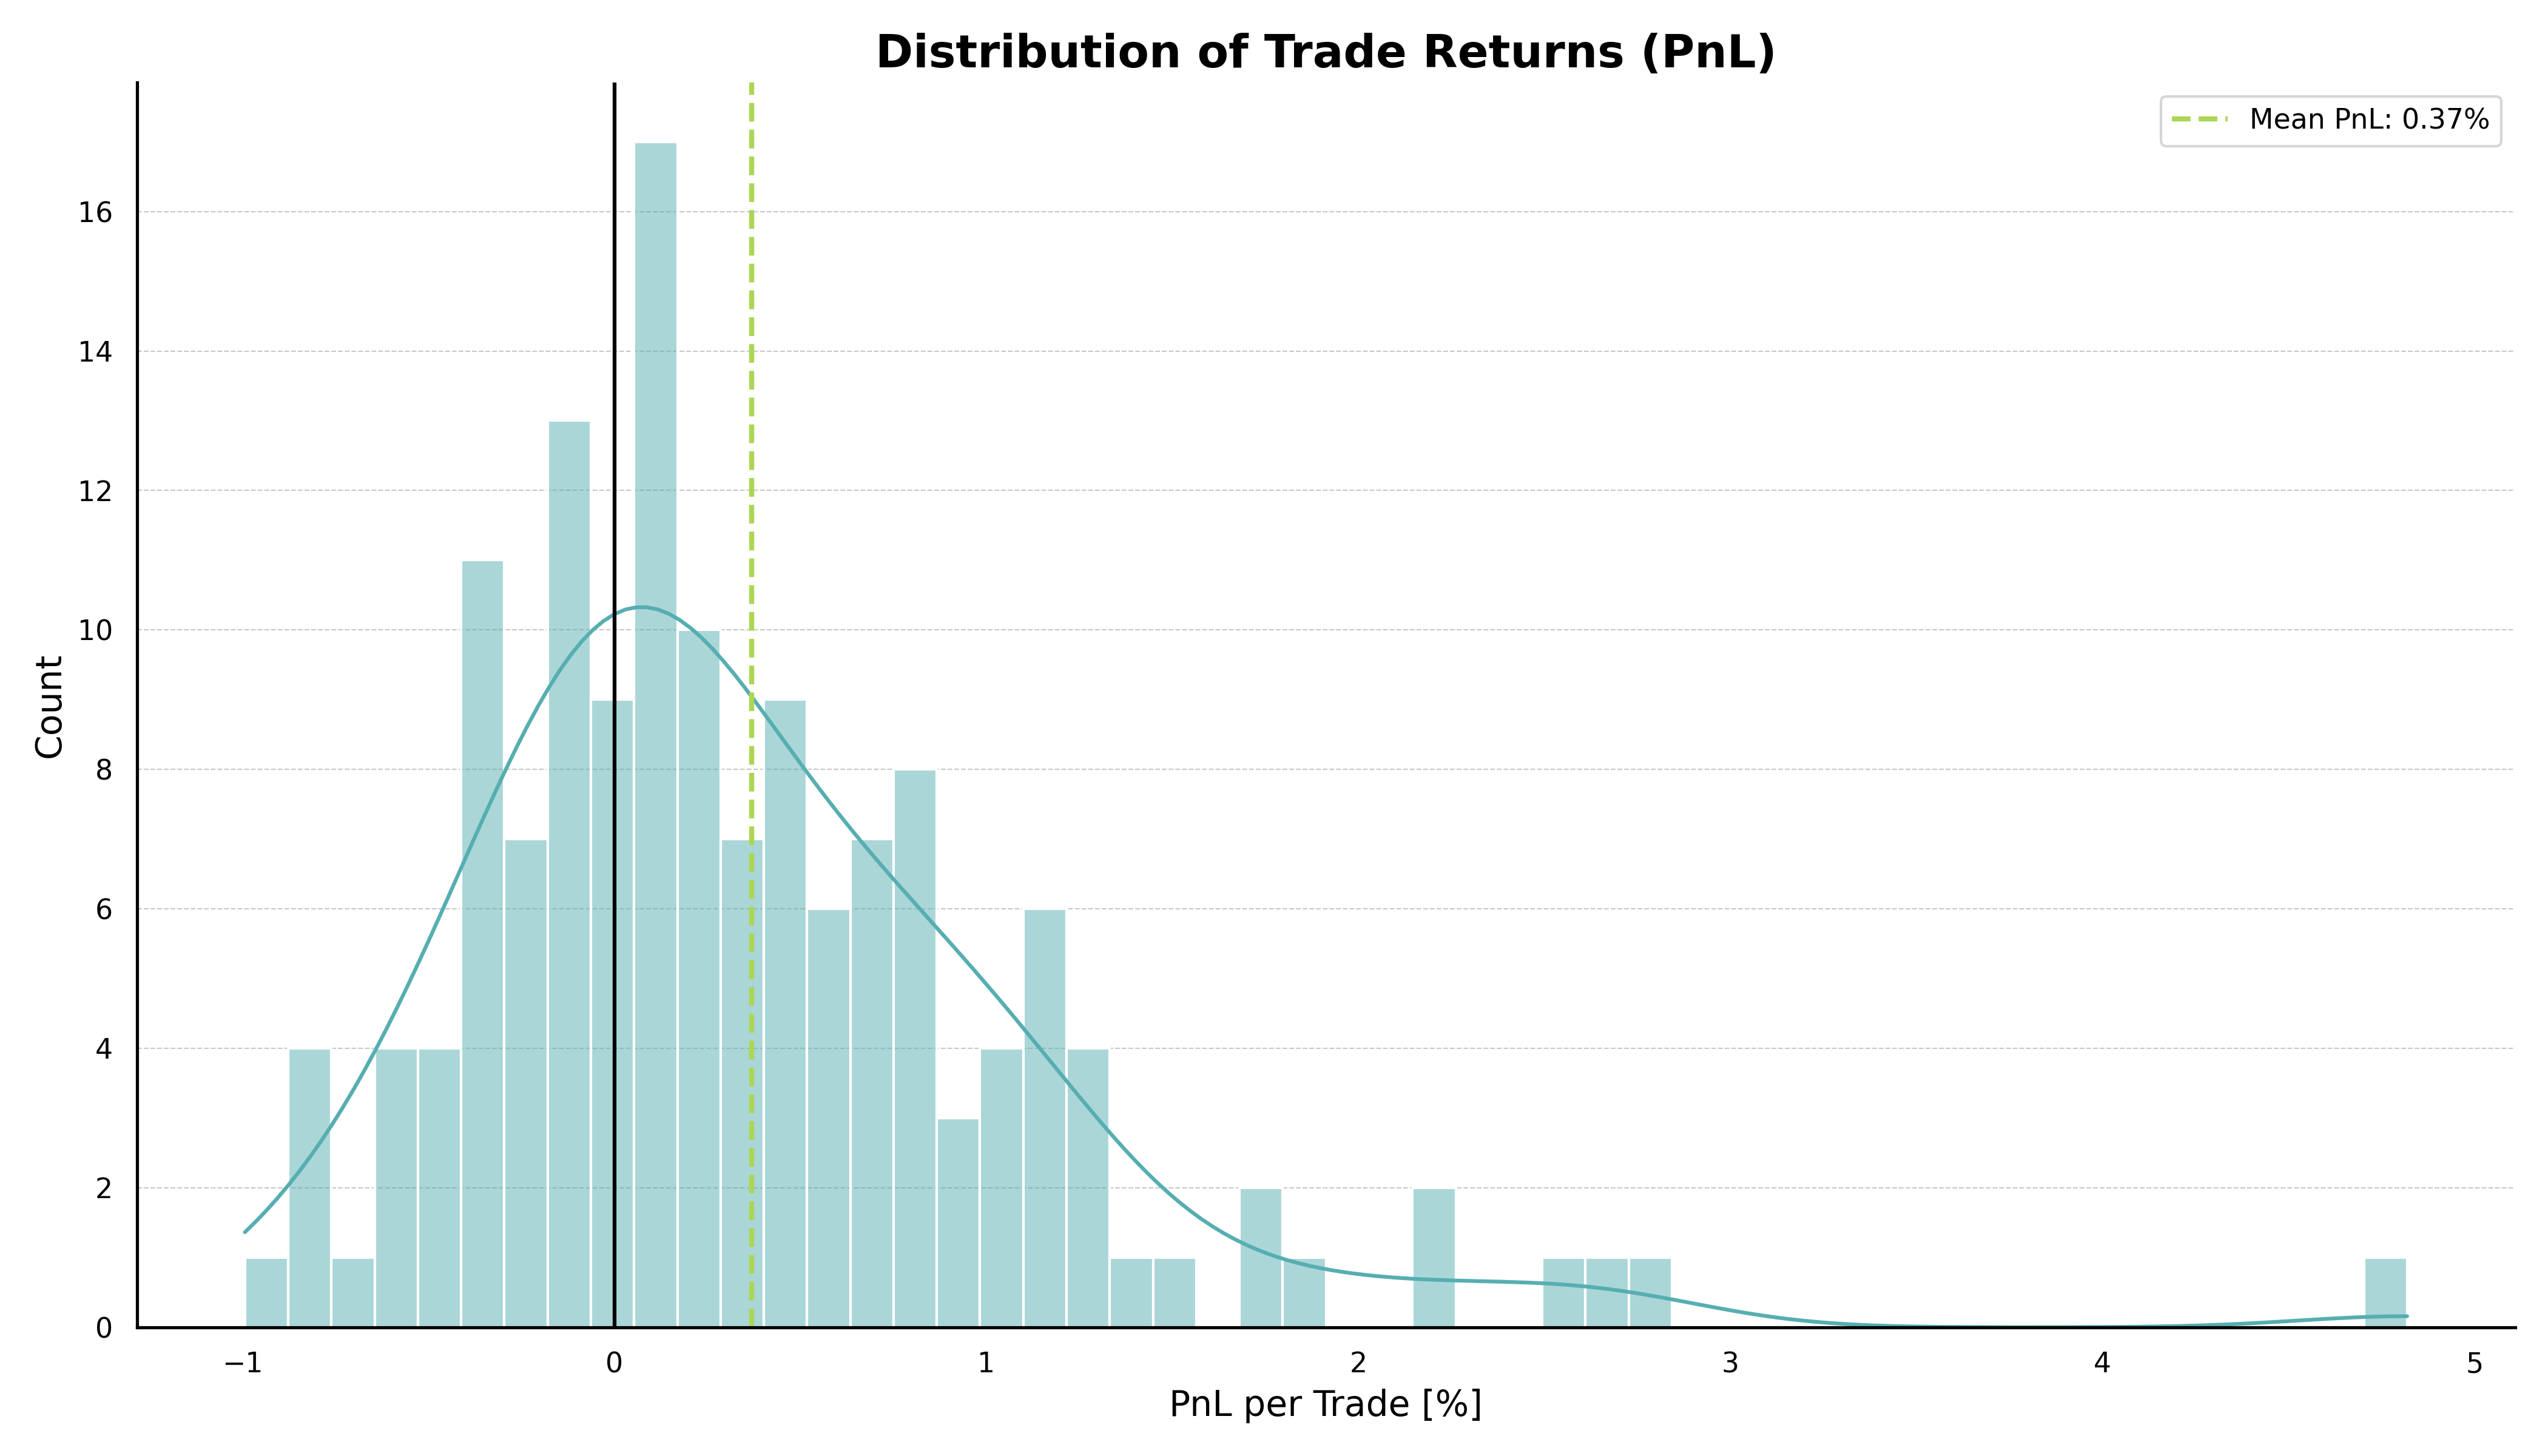 Distribution of Trade Returns (PnL)
Mean PnL: 0.37%
16
14
12
10
8
6
4
2
0
Count
−1 0 1 2 3 4 5
PnL per Trade [%]